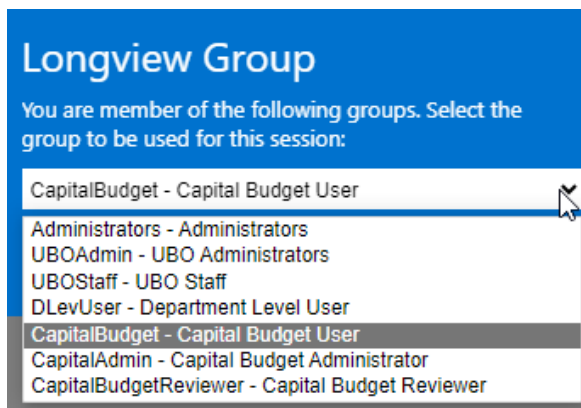 Longview Group
You are member of the following groups. Select the
group to be used for this session:
CapitalBudget - Capital Budget User
Administrators - Administrators
UBOAdmin - UBO Administrators
UBOStaff - UBO Staff
DLevUser - Department Level User
CapitalBudget - Capital Budget User
CapitalAdmin - Capital Budget Administrator
CapitalBudgetReviewer - Capital Budget Reviewer